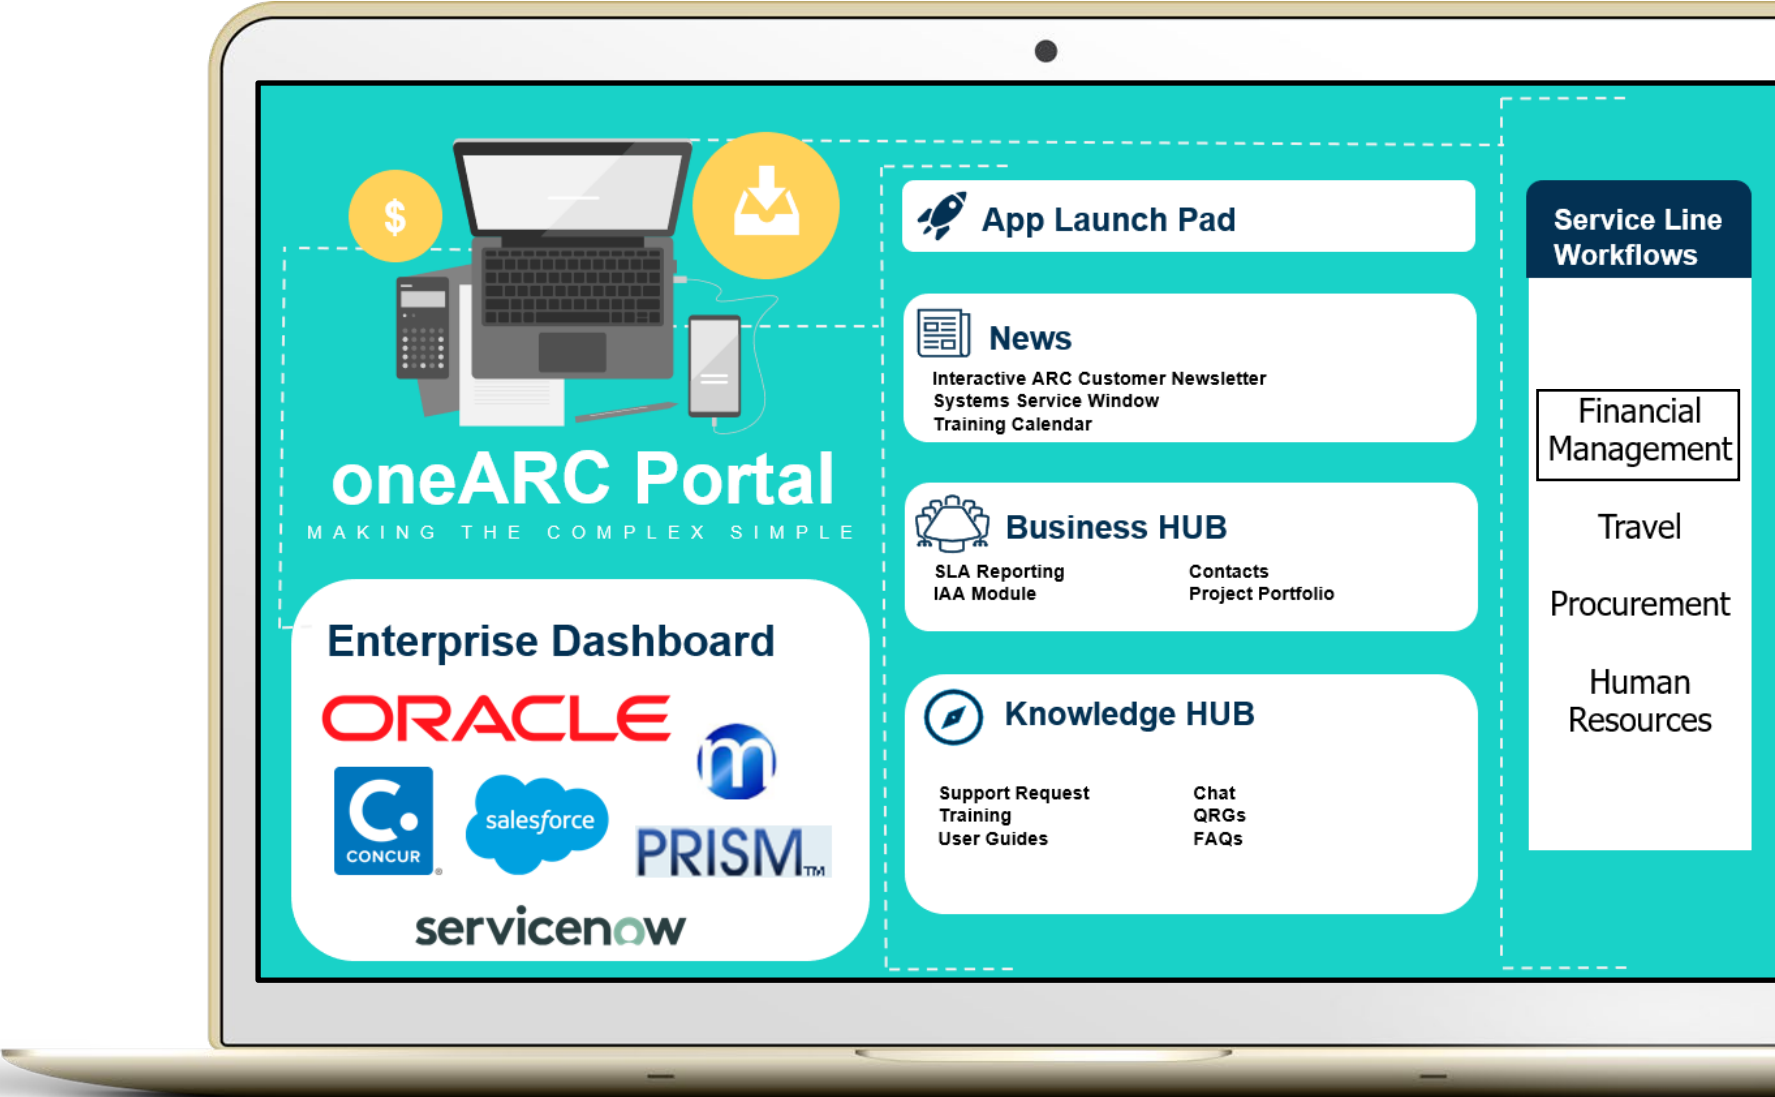 $
oneARC Portal
MAKING THE COMPLEX SIMPLE
Enterprise Dashboard
ORACLE
m
C.
CONCUR
®
salesforce
PRISM™
servicenow
App Launch Pad
News
Interactive ARC Customer Newsletter
Systems Service Window
Training Calendar
Business HUB
SLA Reporting
IAA Module
Contacts
Project Portfolio
Knowledge HUB
Support Request
Training
User Guides
Chat
QRGs
FAQs
Service Line
Workflows
Financial
Management
Travel
Procurement
Human
Resources